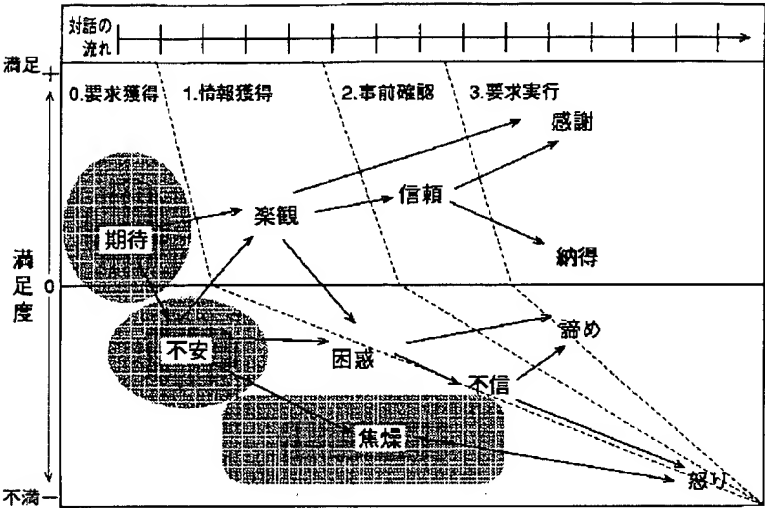 対話の
流れ
満足
+
0.要求獲得
1.情報獲得
2.事前確認
3.要求実行
感謝
信頼
楽観
期待
納得
満足度
0
諦め
不安
困惑
不信
焦燥
怒り
不満
−